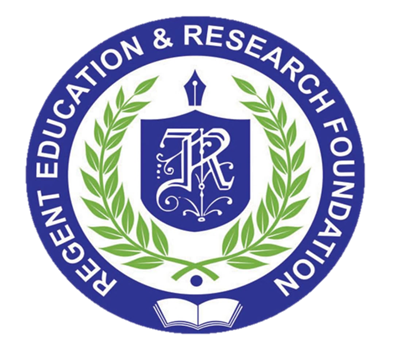 REGENT EDUCATION & RESEARCH FOUNDATION
R